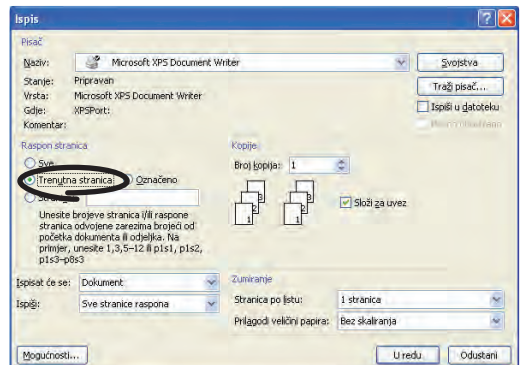 Ispis
Pisač
Naziv: Microsoft XPS Document Writer Svojstva
Stanje: Pripravan Traži pisač...
Vrsta: Microsoft XPS Document Writer
Gdje: XPSPort: Ispiši u datoteku
Komentar:
Raspon stranica Kopije
Sve Broj kopija: 1
Trenutna stranica Označeno
Složi za uvez
Unesite brojeve stranica i/ili raspone
stranica odvojene zarezima brojeći od
početka dokumenta ili odjeljka. Na
primjer, unesite 1,3,5–12 ili p1s1, p1s2,
p1s3–p8s3
Ispisat će se: Dokument Zumiranje
Ispiši: Sve stranice raspona Stranica po listu: 1 stranica
Prilagodi veličini papira: Bez skaliranja
Mogućnosti... U redu Odustani